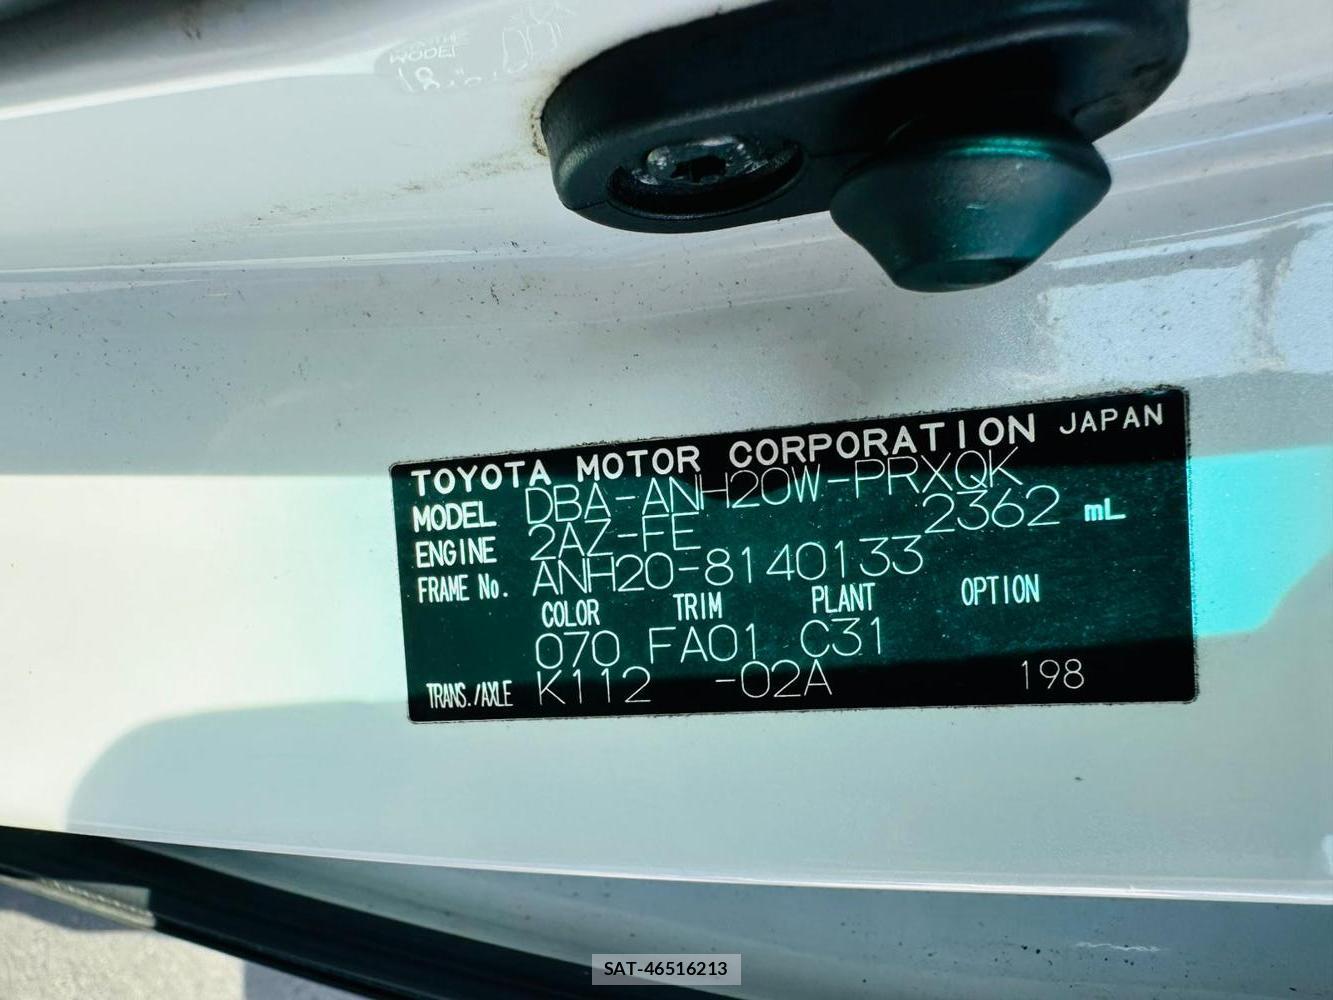 TOYOTA MOTOR CORPORATION JAPAN
MODEL DBA-ANH20W-PRXQK
ENGINE 2AZ-FE 2362 mL
FRAME No. ANH20-8140133
COLOR TRIM PLANT OPTION
070 FA01 C31
TRANS./AXLE K112 -02A 198
SAT-46516213